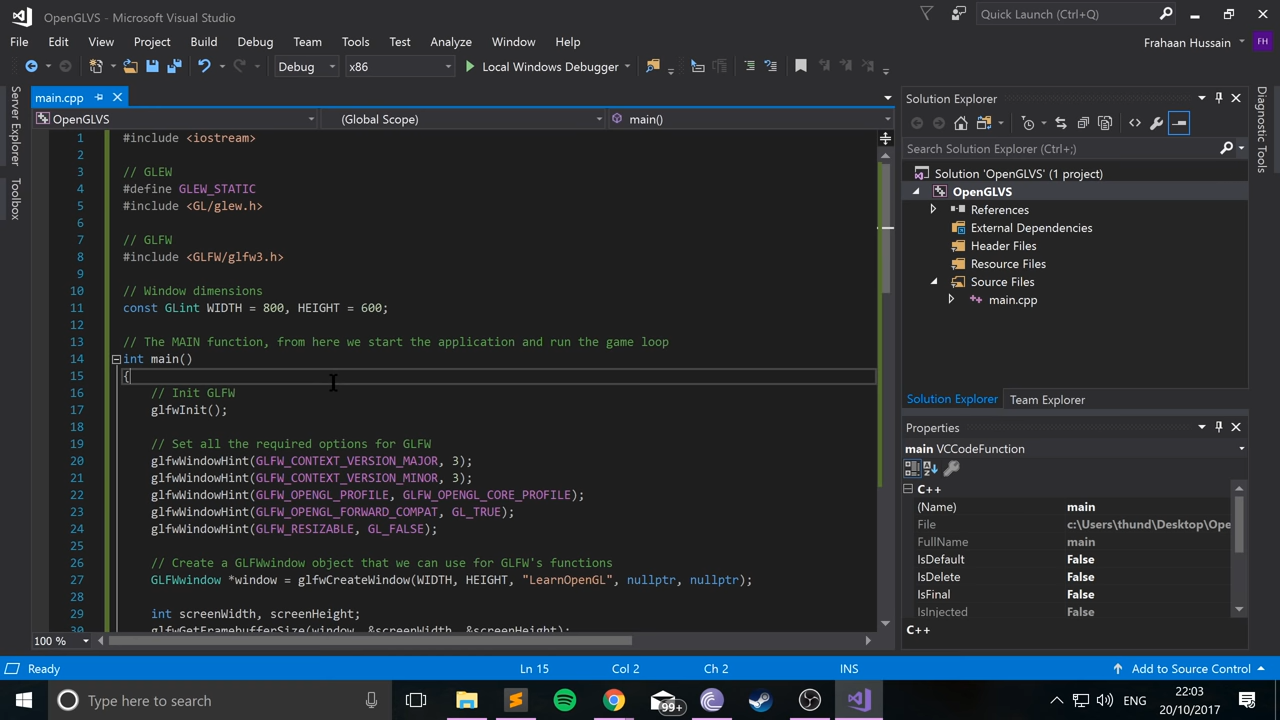 OpenGLVS - Microsoft Visual Studio
Quick Launch (Ctrl+Q)
File Edit View Project Build Debug Team Tools Test Analyze Window Help
Frahaan Hussain FH
Debug x86 Local Windows Debugger
Server Explorer
Toolbox
main.cpp
OpenGLVS (Global Scope) main()
1 #include <iostream>
2
3 // GLEW
4 #define GLEW_STATIC
5 #include <GL/glew.h>
6
7 // GLFW
8 #include <GLFW/glfw3.h>
9
10 // Window dimensions
11 const GLint WIDTH = 800, HEIGHT = 600;
12
13 // The MAIN function, from here we start the application and run the game loop
14 int main()
15 {
16 // Init GLFW
17 glfwInit();
18
19 // Set all the required options for GLFW
20 glfwWindowHint(GLFW_CONTEXT_VERSION_MAJOR, 3);
21 glfwWindowHint(GLFW_CONTEXT_VERSION_MINOR, 3);
22 glfwWindowHint(GLFW_OPENGL_PROFILE, GLFW_OPENGL_CORE_PROFILE);
23 glfwWindowHint(GLFW_OPENGL_FORWARD_COMPAT, GL_TRUE);
24 glfwWindowHint(GLFW_RESIZABLE, GL_FALSE);
25
26 // Create a GLFWwindow object that we can use for GLFW's functions
27 GLFWwindow *window = glfwCreateWindow(WIDTH, HEIGHT, "LearnOpenGL", nullptr, nullptr);
28
29 int screenWidth, screenHeight;
30 glfwGetFramebufferSize(window, &screenWidth, &screenHeight);
100 %
Solution Explorer
Search Solution Explorer (Ctrl+;)
Solution 'OpenGLVS' (1 project)
OpenGLVS
References
External Dependencies
Header Files
Resource Files
Source Files
main.cpp
Solution Explorer Team Explorer
Properties
main VCCodeFunction
C++
(Name) main
File c:\Users\thund\Desktop\Ope
FullName main
IsDefault False
IsDelete False
IsFinal False
IsInjected False
C++
Diagnostic Tools
Ready Ln 15 Col 2 Ch 2 INS Add to Source Control
Type here to search
99+
ENG
22:03
20/10/2017